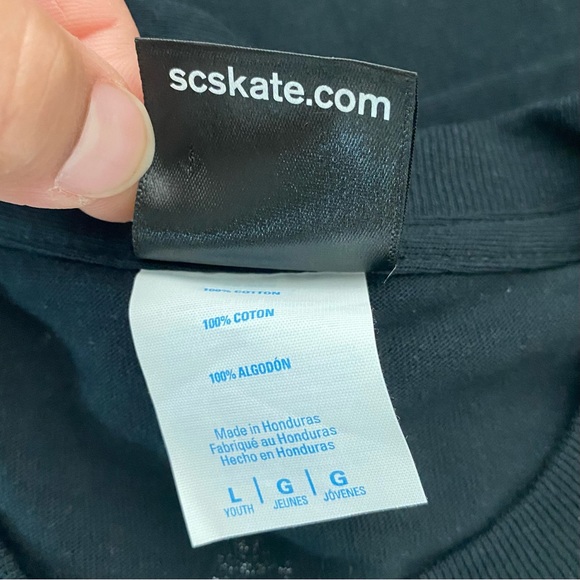 scskate.com
100% COTTON
100% COTON
100% ALGODÓN
Made in Honduras
Fabriqué au Honduras
Hecho en Honduras
L | G | G
YOUTH JEUNES JÓVENES